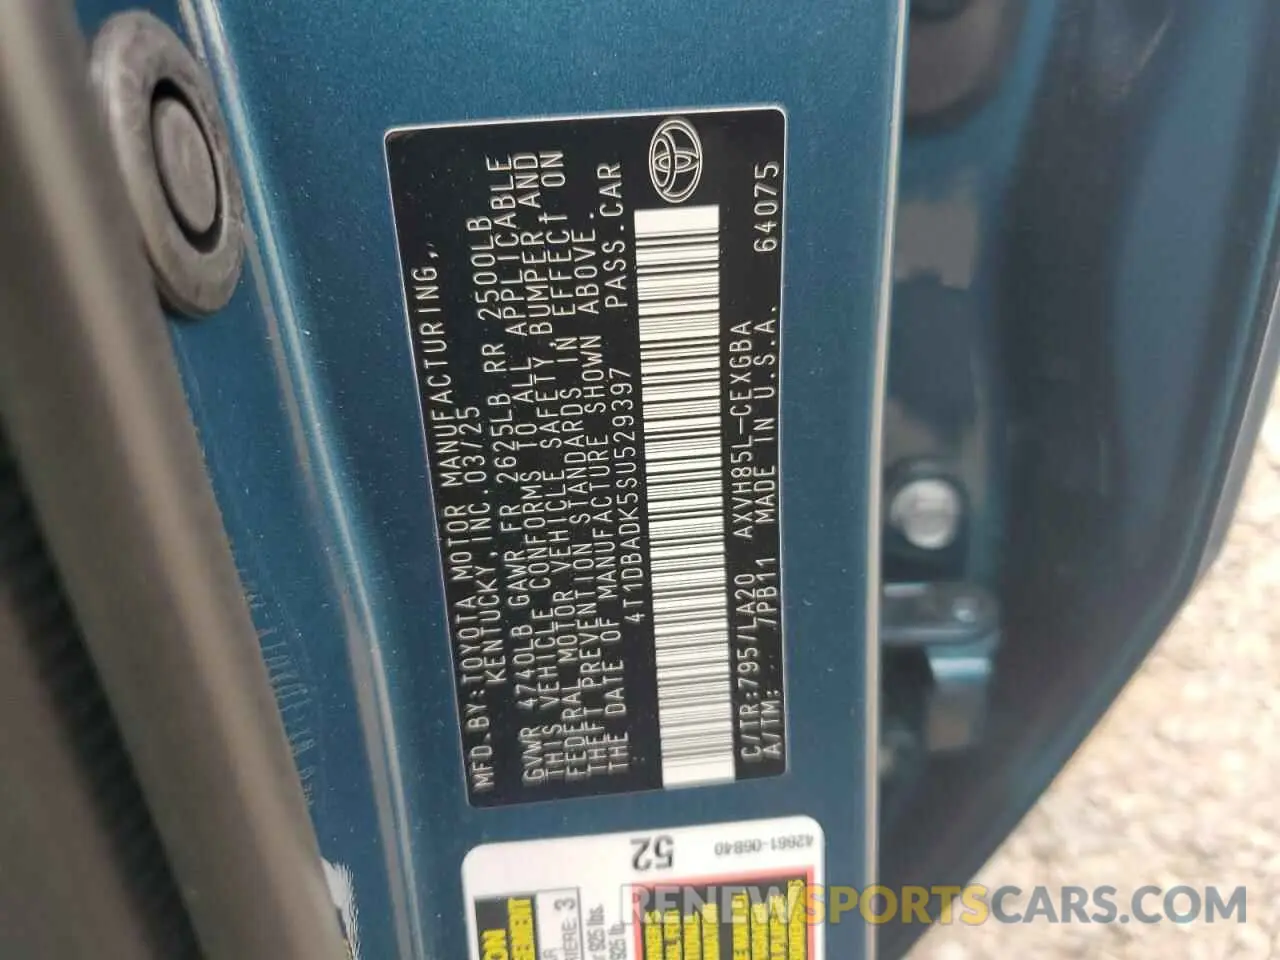 MFD.BY:TOYOTA MOTOR MANUFACTURING,
KENTUCKY,INC.03/25
GVWR 4740LB GAWR FR 2625LB RR 2500LB
THIS VEHICLE CONFORMS TO ALL APPLICABLE
FEDERAL MOTOR VEHICLE SAFETY,BUMPER AND
THEFT PREVENTION STANDARDS IN EFFECT ON
THE DATE OF MANUFACTURE SHOWN ABOVE.
4T1DBADK5SU529397 PASS.CAR
C/TR:795/LA20 AXVH85L-CEXGBA
A/TM: 7PB11 MADE IN U.S.A. 64075
52
42661-06B40
RENEWSPORTSCARS.COM